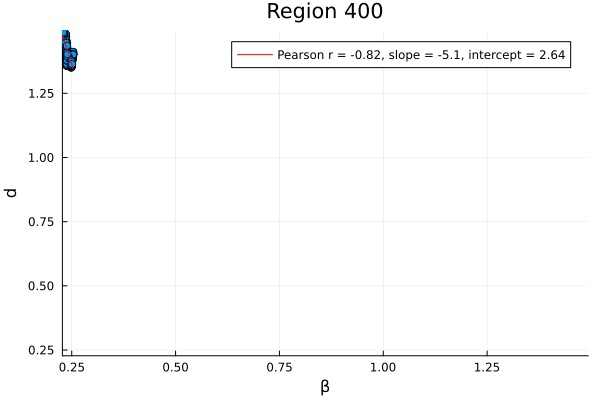 Region 400
Pearson r = -0.82, slope = -5.1, intercept = 2.64
1.25
1.00
0.75
0.50
0.25
d
0.25 0.50 0.75 1.00 1.25
β